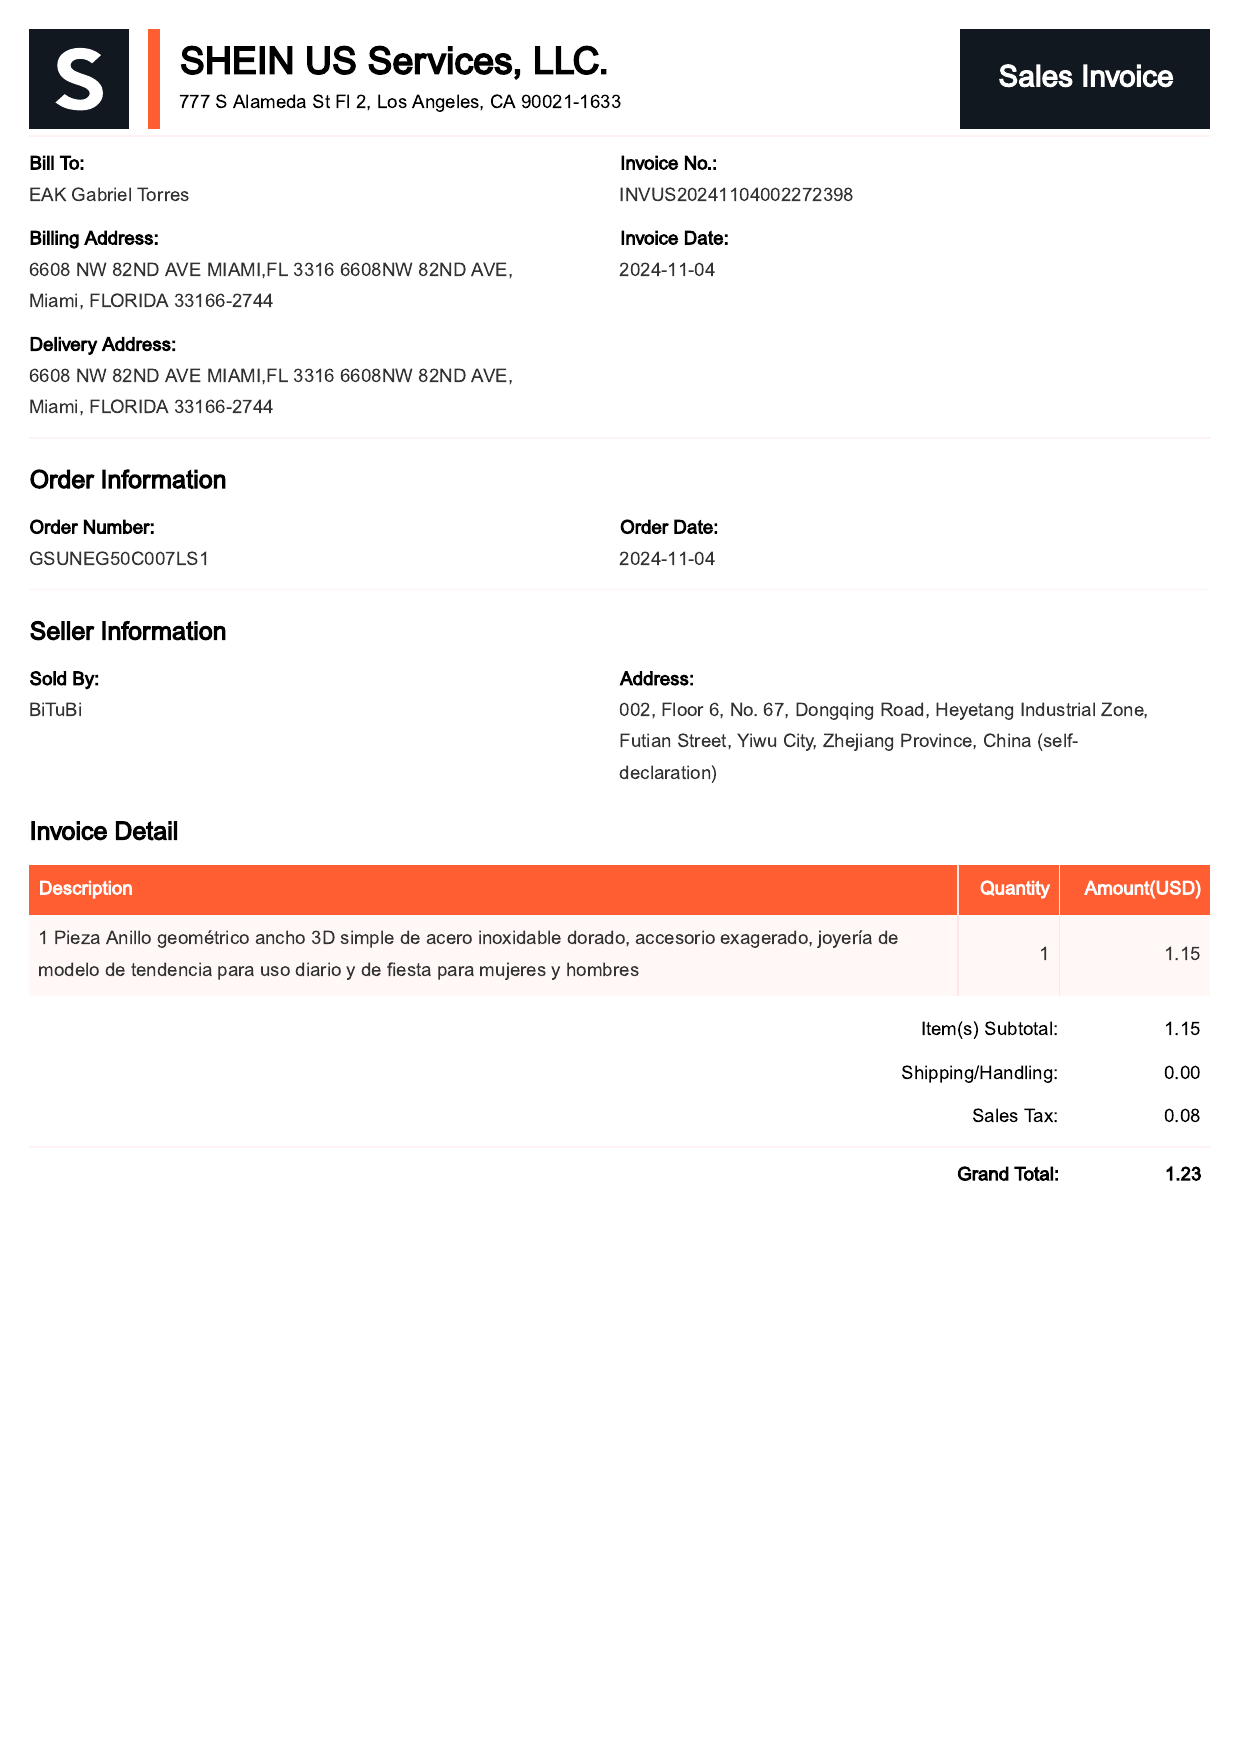 S
SHEIN US Services, LLC.
777 S Alameda St Fl 2, Los Angeles, CA 90021-1633
Sales Invoice
Bill To:
EAK Gabriel Torres
Invoice No.:
INVUS20241104002272398
Billing Address:
6608 NW 82ND AVE MIAMI,FL 3316 6608NW 82ND AVE,
Miami, FLORIDA 33166-2744
Invoice Date:
2024-11-04
Delivery Address:
6608 NW 82ND AVE MIAMI,FL 3316 6608NW 82ND AVE,
Miami, FLORIDA 33166-2744
Order Information
Order Number:
GSUNEG50C007LS1
Order Date:
2024-11-04
Seller Information
Sold By:
BiTuBi
Address:
002, Floor 6, No. 67, Dongqing Road, Heyetang Industrial Zone,
Futian Street, Yiwu City, Zhejiang Province, China (self-
declaration)
Invoice Detail
Description Quantity Amount(USD)
1 Pieza Anillo geométrico ancho 3D simple de acero inoxidable dorado, accesorio exagerado, joyería de
modelo de tendencia para uso diario y de fiesta para mujeres y hombres
1 1.15
Item(s) Subtotal: 1.15
Shipping/Handling: 0.00
Sales Tax: 0.08
Grand Total: 1.23